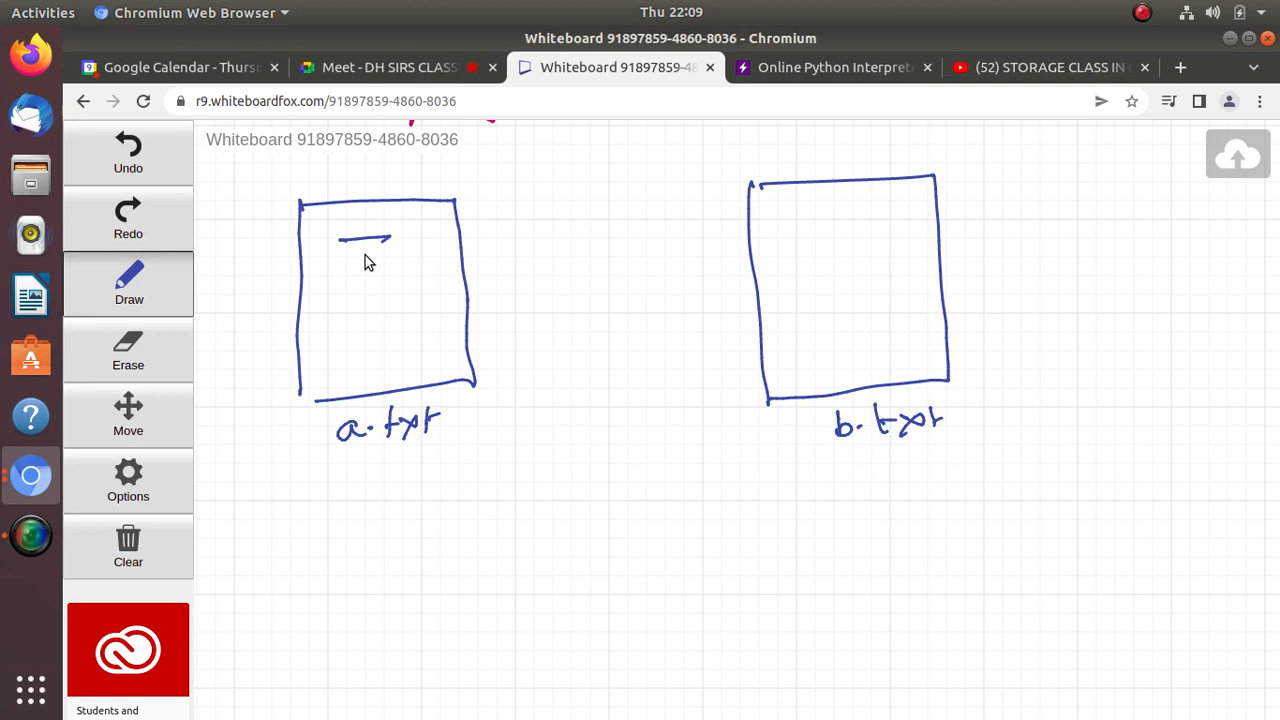 Activities
Chromium Web Browser
Thu 22:09
Whiteboard 91897859-4860-8036 - Chromium
Google Calendar - Thurs
Meet - DH SIRS CLASS
Whiteboard 91897859-48
Online Python Interpret
(52) STORAGE CLASS IN
r9.whiteboardfox.com/91897859-4860-8036
Whiteboard 91897859-4860-8036
Undo
Redo
Draw
Erase
Move
Options
Clear
Students and
a.txt
b.txt